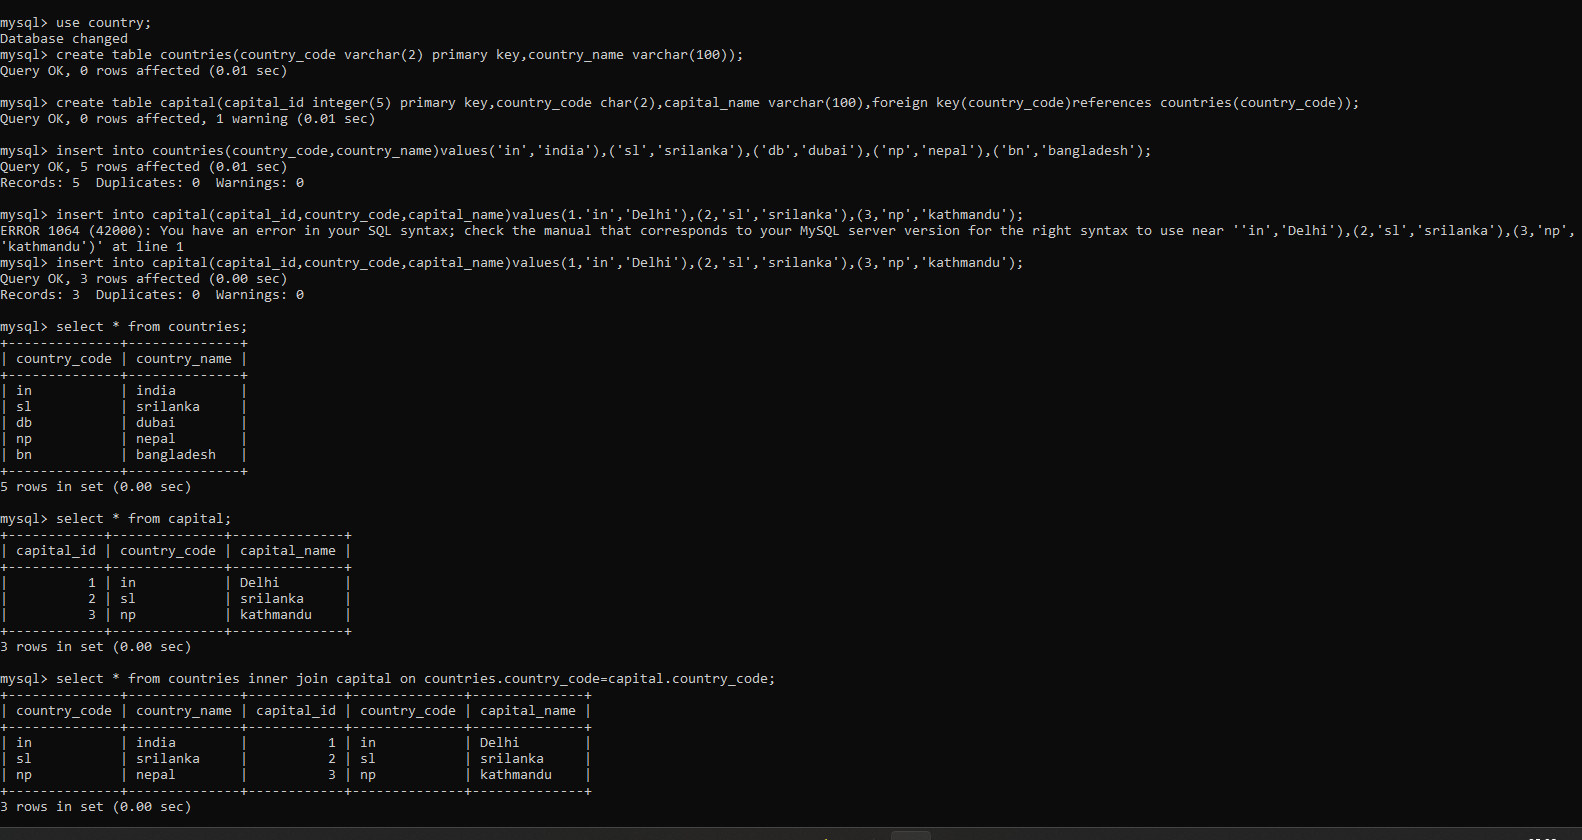 mysql> use country;
Database changed
mysql> create table countries(country_code varchar(2) primary key,country_name varchar(100));
Query OK, 0 rows affected (0.01 sec)
mysql> create table capital(capital_id integer(5) primary key,country_code char(2),capital_name varchar(100),foreign key(country_code)references countries(country_code));
Query OK, 0 rows affected, 1 warning (0.01 sec)
mysql> insert into countries(country_code,country_name)values('in','india'),('sl','srilanka'),('db','dubai'),('np','nepal'),('bn','bangladesh');
Query OK, 5 rows affected (0.01 sec)
Records: 5  Duplicates: 0  Warnings: 0
mysql> insert into capital(capital_id,country_code,capital_name)values(1.'in','Delhi'),(2,'sl','srilanka'),(3,'np','kathmandu');
ERROR 1064 (42000): You have an error in your SQL syntax; check the manual that corresponds to your MySQL server version for the right syntax to use near ''in','Delhi'),(2,'sl','srilanka'),(3,'np',
'kathmandu')' at line 1
mysql> insert into capital(capital_id,country_code,capital_name)values(1,'in','Delhi'),(2,'sl','srilanka'),(3,'np','kathmandu');
Query OK, 3 rows affected (0.00 sec)
Records: 3  Duplicates: 0  Warnings: 0
mysql> select * from countries;
+--------------+--------------+
| country_code | country_name |
+--------------+--------------+
| in           | india        |
| sl           | srilanka     |
| db           | dubai        |
| np           | nepal        |
| bn           | bangladesh   |
+--------------+--------------+
5 rows in set (0.00 sec)
mysql> select * from capital;
+------------+--------------+--------------+
| capital_id | country_code | capital_name |
+------------+--------------+--------------+
|          1 | in           | Delhi        |
|          2 | sl           | srilanka     |
|          3 | np           | kathmandu    |
+------------+--------------+--------------+
3 rows in set (0.00 sec)
mysql> select * from countries inner join capital on countries.country_code=capital.country_code;
+--------------+--------------+------------+--------------+--------------+
| country_code | country_name | capital_id | country_code | capital_name |
+--------------+--------------+------------+--------------+--------------+
| in           | india        |          1 | in           | Delhi        |
| sl           | srilanka     |          2 | sl           | srilanka     |
| np           | nepal        |          3 | np           | kathmandu    |
+--------------+--------------+------------+--------------+--------------+
3 rows in set (0.00 sec)